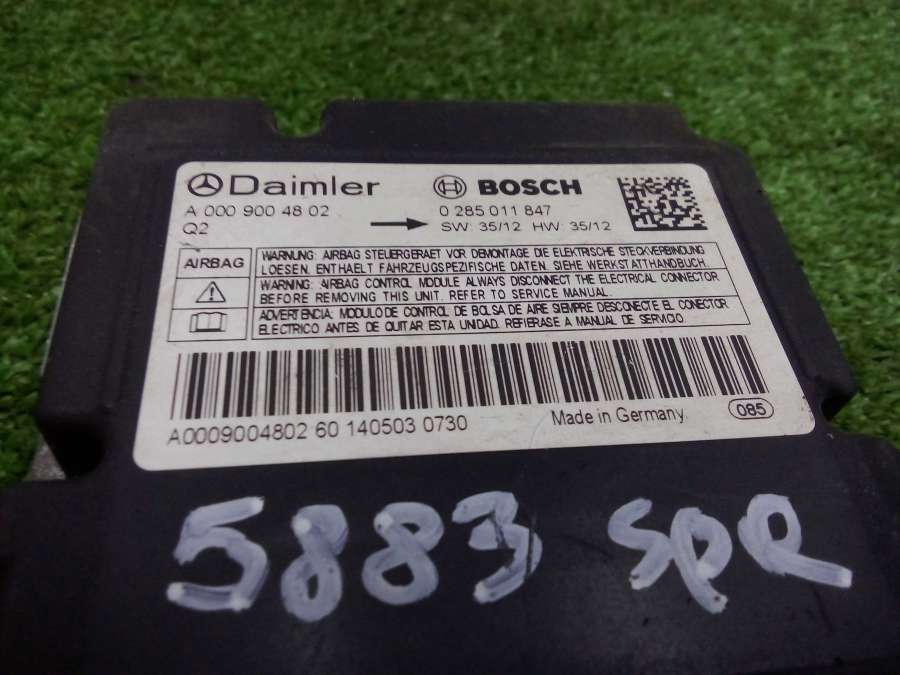 Daimler BOSCH
A 000 900 48 02 0 285 011 847
Q2 SW: 35/12 HW: 35/12
AIRBAG
WARNUNG: AIRBAG STEUERGERAET VOR DEMONTAGE DIE ELEKTRISCHE STECKVERBINDUNG
LOESEN. ENTHAELT FAHRZEUGSPEZIFISCHE DATEN. SIEHE WERKSTATTHANDBUCH.
WARNING: AIRBAG CONTROL MODULE ALWAYS DISCONNECT THE ELECTRICAL CONNECTOR
BEFORE REMOVING THIS UNIT. REFER TO SERVICE MANUAL.
ADVERTENCIA: MODULO DE CONTROL DE BOLSA DE AIRE SIEMPRE DESCONECTE EL CONECTOR
ELECTRICO ANTES DE QUITAR ESTA UNIDAD. REFIERASE A MANUAL DE SERVICIO.
A0009004802 60 140503 0730 Made in Germany. 085
5883 spr